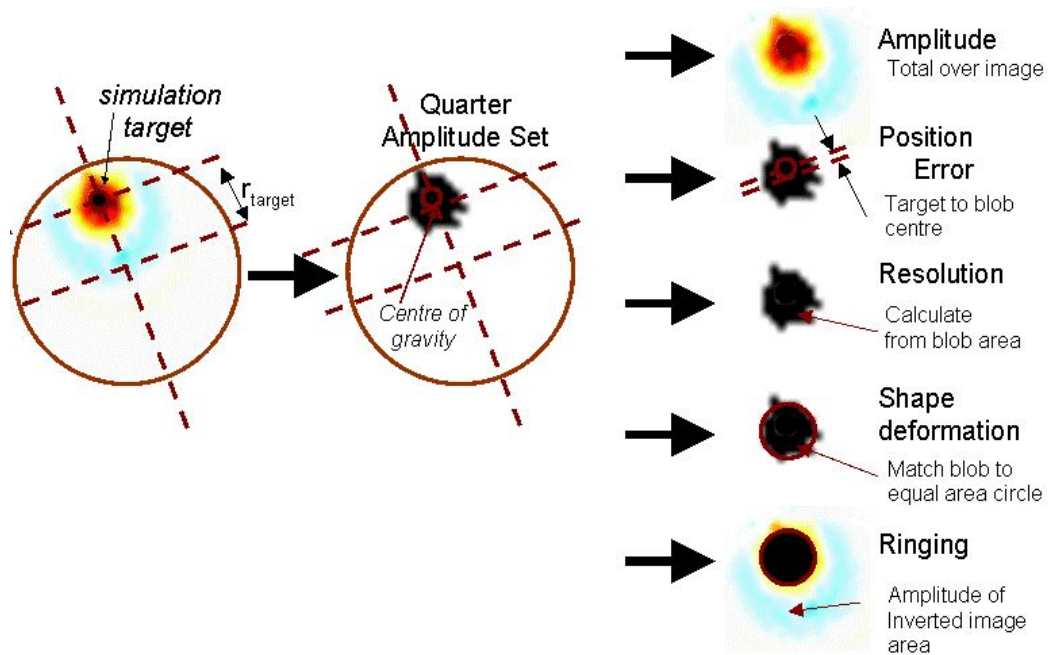 simulation
target
r target
Quarter
Amplitude Set
Centre of
gravity
Amplitude
Total over image
Position
Error
Target to blob
centre
Resolution
Calculate
from blob area
Shape
deformation
Match blob to
equal area circle
Ringing
Amplitude of
Inverted image
area